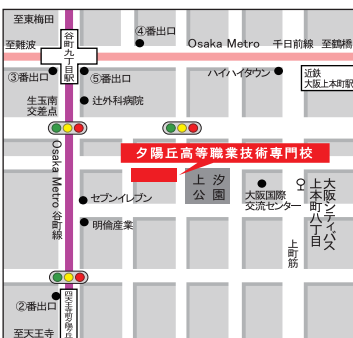 至東梅田
④番出口
至難波
谷町九丁目駅
Osaka Metro 千日前線 至鶴橋
③番出口
⑤番出口
ハイハイタウン
近鉄
大阪上本町駅
生玉南
交差点
辻外科病院
夕陽丘高等職業技術専門校
上汐
公園
Osaka Metro 谷町線
セブンイレブン
大阪国際
交流センター
大阪シティバス
上本町八丁目
明倫産業
上町筋
②番出口
四天王寺前夕陽ヶ丘
至天王寺